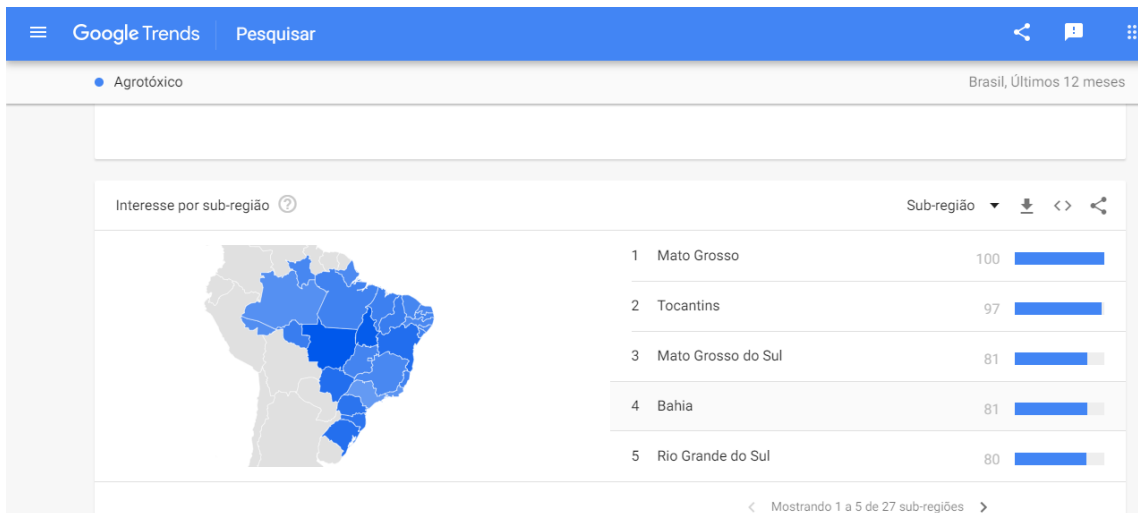 Google Trends Pesquisar
Agrotóxico Brasil, Últimos 12 meses
Interesse por sub-região ? Sub-região
1 Mato Grosso 100
2 Tocantins 97
3 Mato Grosso do Sul 81
4 Bahia 81
5 Rio Grande do Sul 80
Mostrando 1 a 5 de 27 sub-regiões